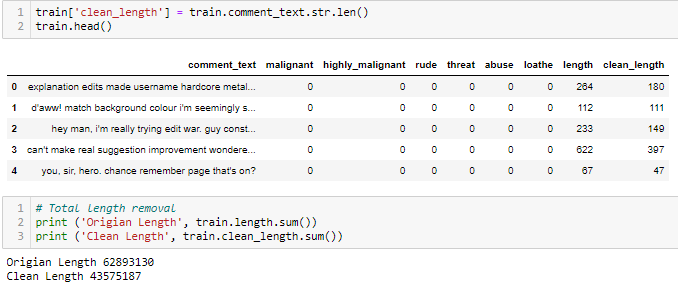 1 train['clean_length'] = train.comment_text.str.len()
2 train.head()
comment_text malignant highly_malignant rude threat abuse loathe length clean_length
0 explanation edits made username hardcore metal... 0 0 0 0 0 0 264 180
1 d'aww! match background colour i'm seemingly s... 0 0 0 0 0 0 112 111
2 hey man, i'm really trying edit war. guy const... 0 0 0 0 0 0 233 149
3 can't make real suggestion improvement wondere... 0 0 0 0 0 0 622 397
4 you, sir, hero. chance remember page that's on? 0 0 0 0 0 0 67 47
1 # Total Length removal
2 print ('Origian Length', train.length.sum())
3 print ('Clean Length', train.clean_length.sum())
Origian Length 62893130
Clean Length 43575187